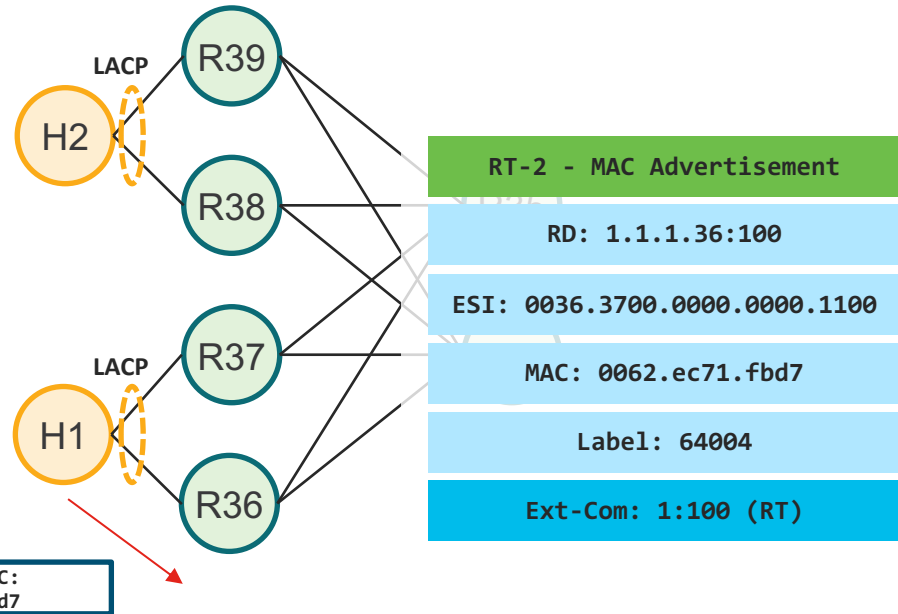 R39
LACP
H2
RT-2 - MAC Advertisement
R38
RD: 1.1.1.36:100
ESI: 0036.3700.0000.0000.1100
R37
LACP
MAC: 0062.ec71.fbd7
H1
Label: 64004
R36
Ext-Com: 1:100 (RT)
C:
d7